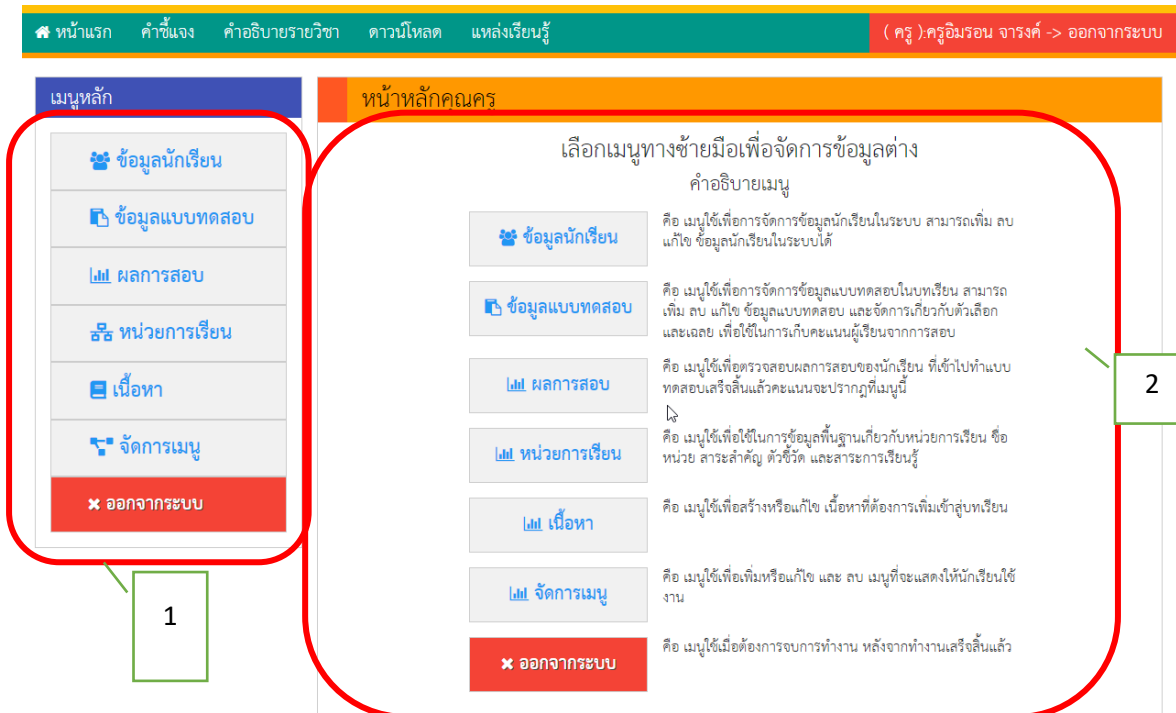 หน้าแรก คำชี้แจง คำอธิบายรายวิชา ดาวน์โหลด แหล่งเรียนรู้ ( ครู ):ครูอิมรอน จารงค์ -> ออกจากระบบ
เมนูหลัก
ข้อมูลนักเรียน
ข้อมูลแบบทดสอบ
ผลการสอบ
หน่วยการเรียน
เนื้อหา
จัดการเมนู
ออกจากระบบ
1
หน้าหลักคุณครู
เลือกเมนูทางซ้ายมือเพื่อจัดการข้อมูลต่าง
คำอธิบายเมนู
ข้อมูลนักเรียน
คือ เมนูใช้เพื่อการจัดการข้อมูลนักเรียนในระบบ สามารถเพิ่ม ลบ
แก้ไข ข้อมูลนักเรียนในระบบได้
ข้อมูลแบบทดสอบ
คือ เมนูใช้เพื่อการจัดการข้อมูลแบบทดสอบในบทเรียน สามารถ
เพิ่ม ลบ แก้ไข ข้อมูลแบบทดสอบ และจัดการเกี่ยวกับตัวเลือก
และเฉลย เพื่อใช้ในการเก็บคะแนนผู้เรียนจากการสอบ
ผลการสอบ
คือ เมนูใช้เพื่อตรวจสอบผลการสอบของนักเรียน ที่เข้าไปทำแบบ
ทดสอบเสร็จสิ้นแล้วคะแนนจะปรากฎที่เมนูนี้
หน่วยการเรียน
คือ เมนูใช้เพื่อใช้ในการข้อมูลพื้นฐานเกี่ยวกับหน่วยการเรียน ชื่อ
หน่วย สาระสำคัญ ตัวชี้วัด และสาระการเรียนรู้
เนื้อหา
คือ เมนูใช้เพื่อสร้างหรือแก้ไข เนื้อหาที่ต้องการเพิ่มเข้าสู่บทเรียน
จัดการเมนู
คือ เมนูใช้เพื่อเพิ่มหรือแก้ไข และ ลบ เมนูที่จะแสดงให้นักเรียนใช้
งาน
ออกจากระบบ
คือ เมนูใช้เมื่อต้องการจบการทำงาน หลังจากทำงานเสร็จสิ้นแล้ว
2